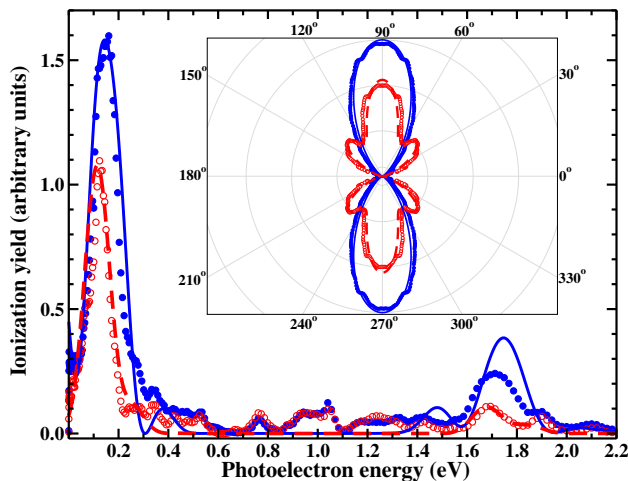 120° 90° 60°
150° 30°
180° 0°
210° 330°
240° 270° 300°
1.5
1.0
0.5
0.0
Ionization yield (arbitrary units)
0.2 0.4 0.6 0.8 1.0 1.2 1.4 1.6 1.8 2.0 2.2
Photoelectron energy (eV)